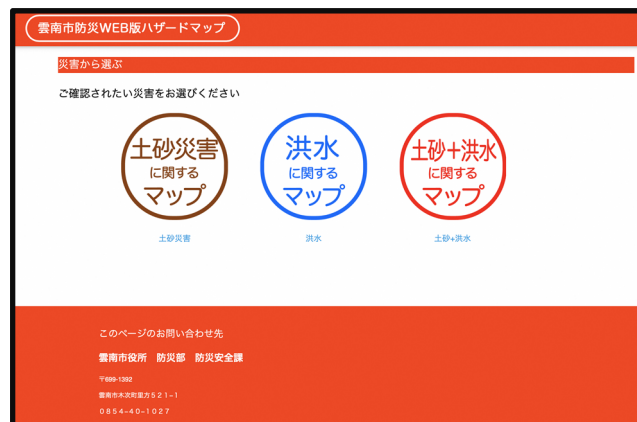 雲南市防災WEB版ハザードマップ
災害から選ぶ
ご確認されたい災害をお選びください
土砂災害
に関する
マップ
洪水
に関する
マップ
土砂+洪水
に関する
マップ
土砂災害
洪水
土砂+洪水
このページのお問い合わせ先
雲南市役所　防災部　防災安全課
〒699-1392
雲南市木次町里方５２１−１
０８５４−４０−１０２７